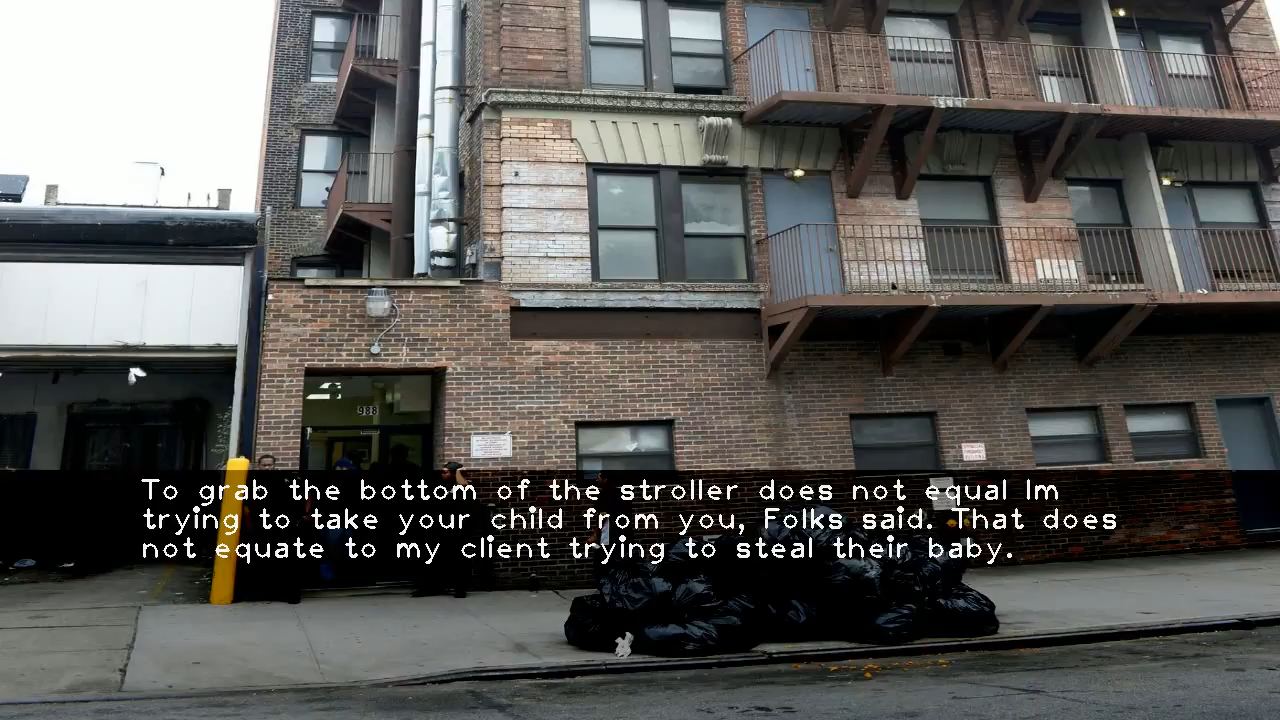 988
To grab the bottom of the stroller does not equal Im
trying to take your child from you, Folks said. That does
not equate to my client trying to steal their baby.